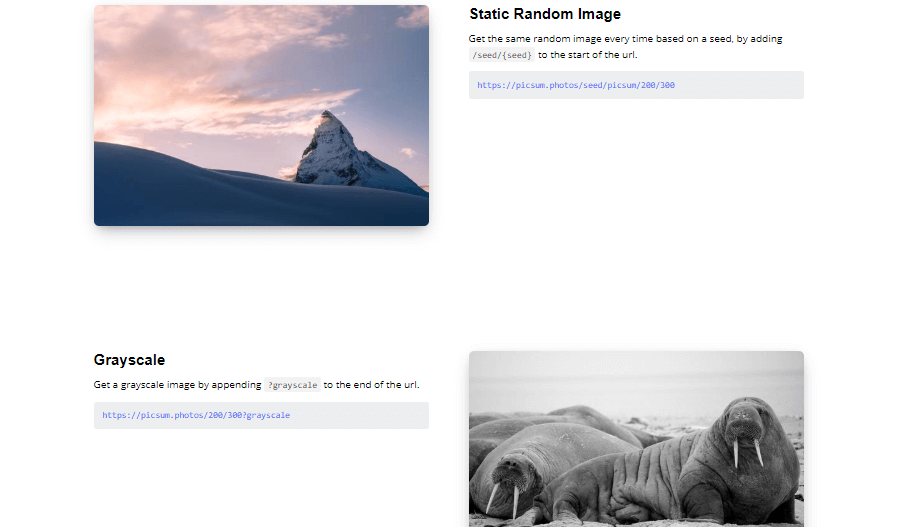 Static Random Image
Get the same random image every time based on a seed, by adding
/seed/{seed} to the start of the url.
https://picsum.photos/seed/picsum/200/300
Grayscale
Get a grayscale image by appending ?grayscale to the end of the url.
https://picsum.photos/200/300?grayscale